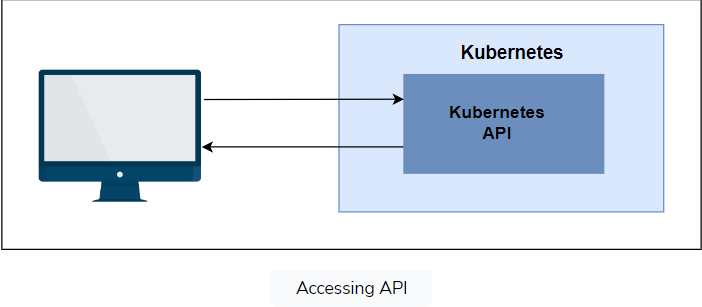 Kubernetes
Kubernetes
API
Accessing API